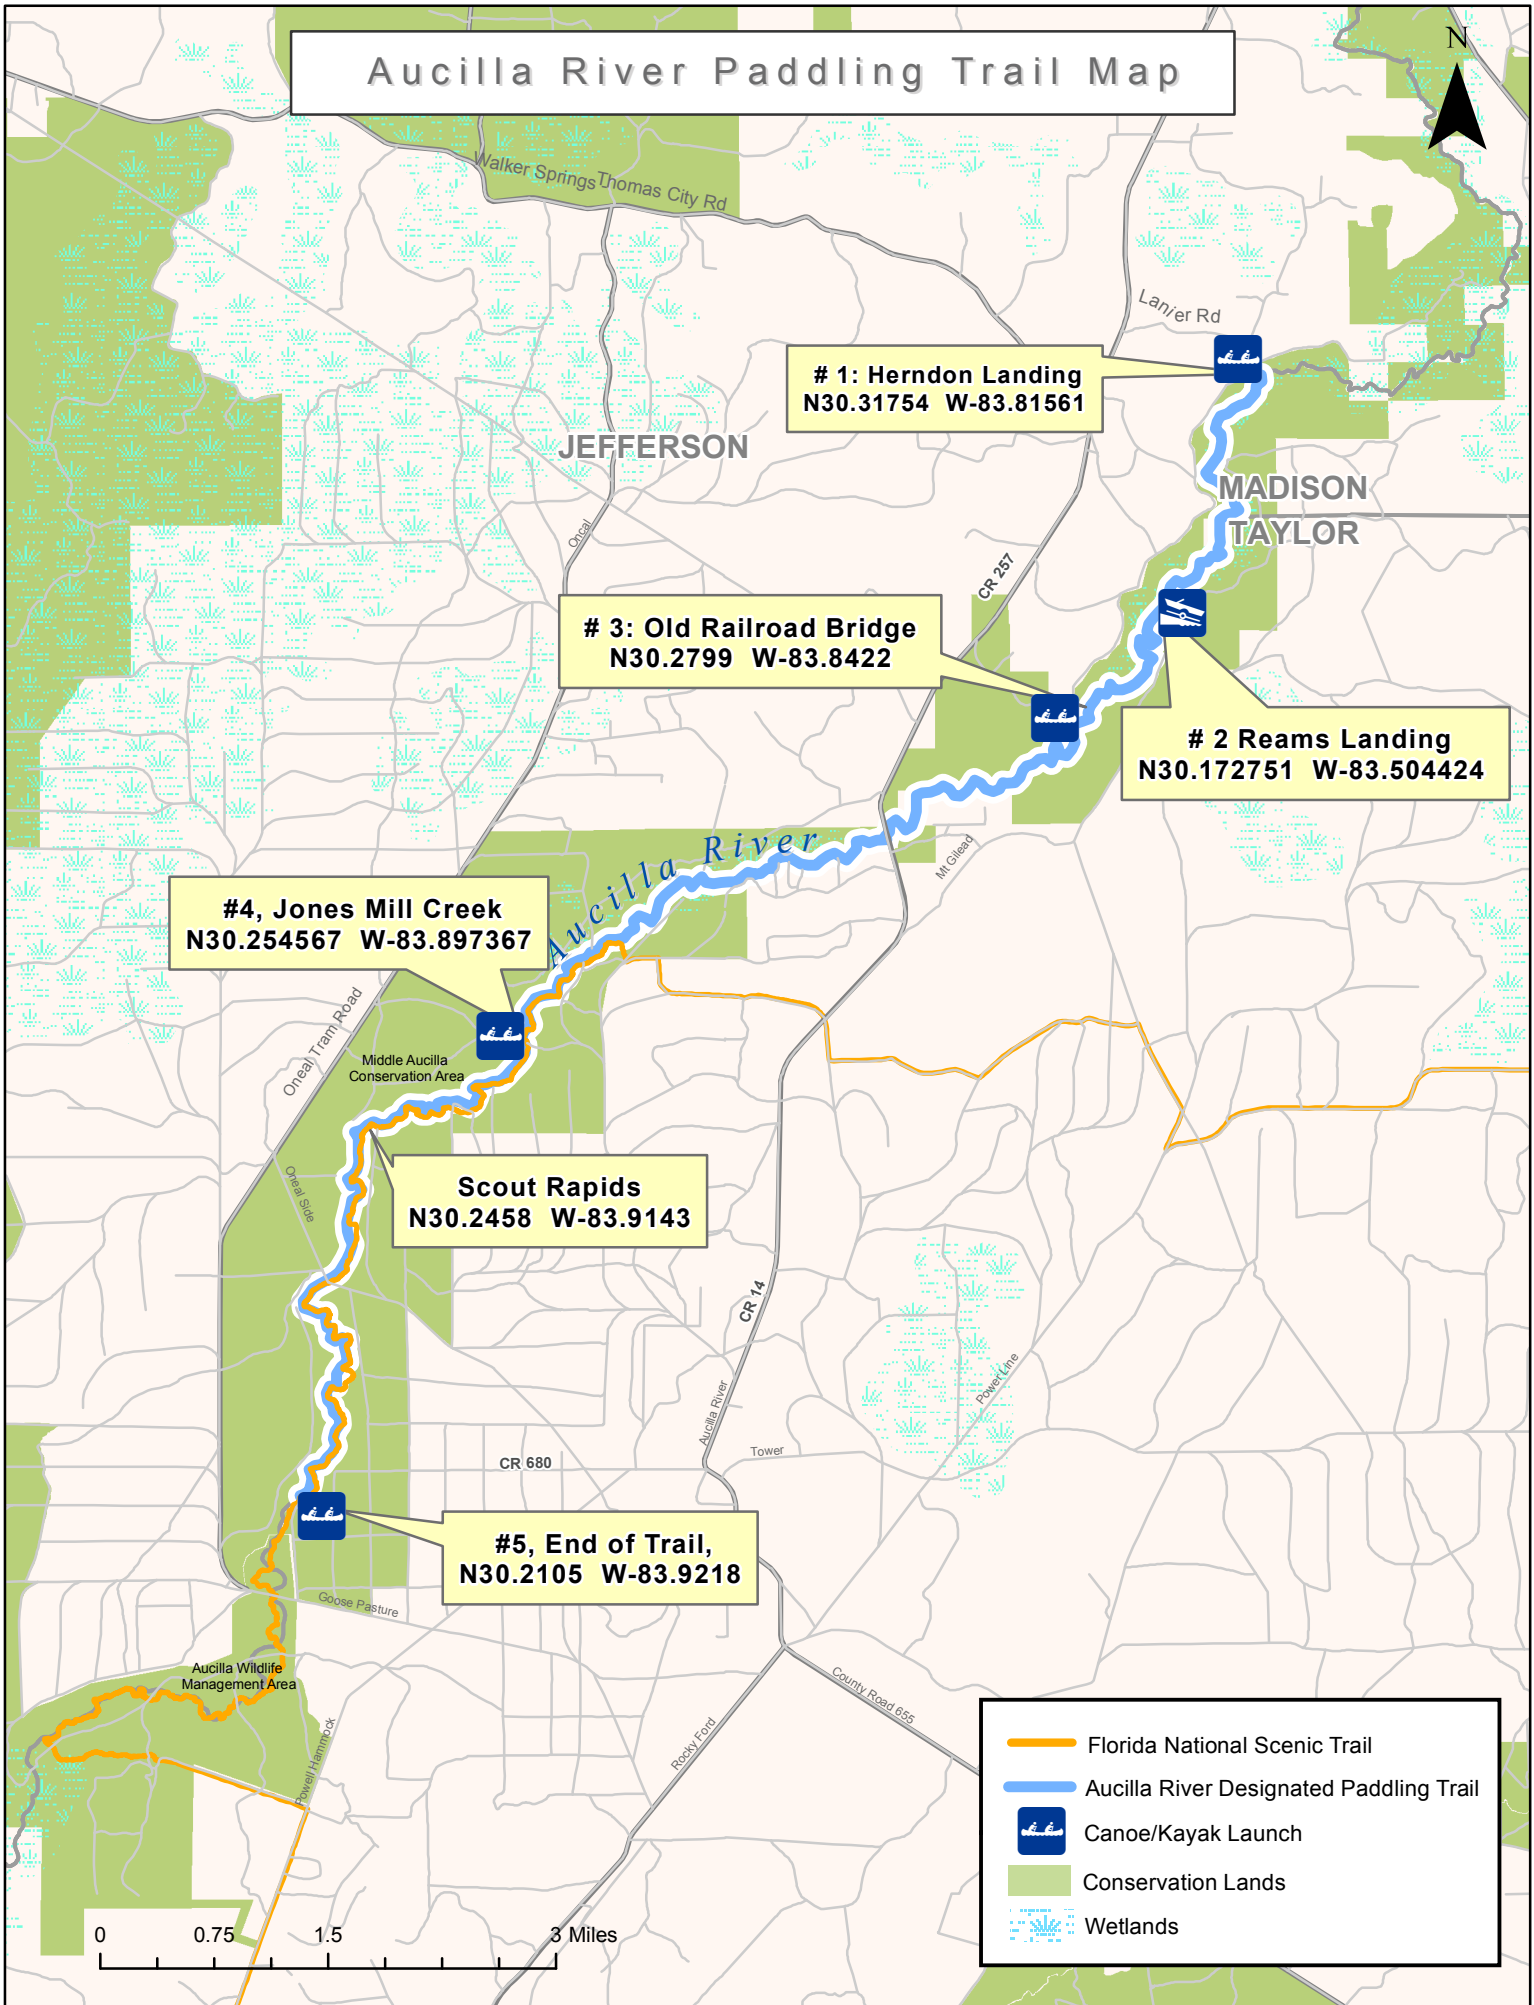 Aucilla River Paddling Trail Map
N
Walker Springs
Thomas City Rd
Lanier Rd
# 1: Herndon Landing
N30.31754 W-83.81561
JEFFERSON
MADISON
TAYLOR
Oncal
CR 257
# 3: Old Railroad Bridge
N30.2799 W-83.8422
# 2 Reams Landing
N30.172751 W-83.504424
Aucilla River
Mt Gilead
#4, Jones Mill Creek
N30.254567 W-83.897367
Oneal Tram Road
Middle Aucilla
Conservation Area
Oneal Side
Scout Rapids
N30.2458 W-83.9143
CR 14
Power Line
Aucilla River
Tower
CR 680
#5, End of Trail,
N30.2105 W-83.9218
Goose Pasture
Aucilla Wildlife
Management Area
County Road 655
Rocky Ford
Powell Hammock
Florida National Scenic Trail
Aucilla River Designated Paddling Trail
Canoe/Kayak Launch
Conservation Lands
Wetlands
0 0.75 1.5 3 Miles